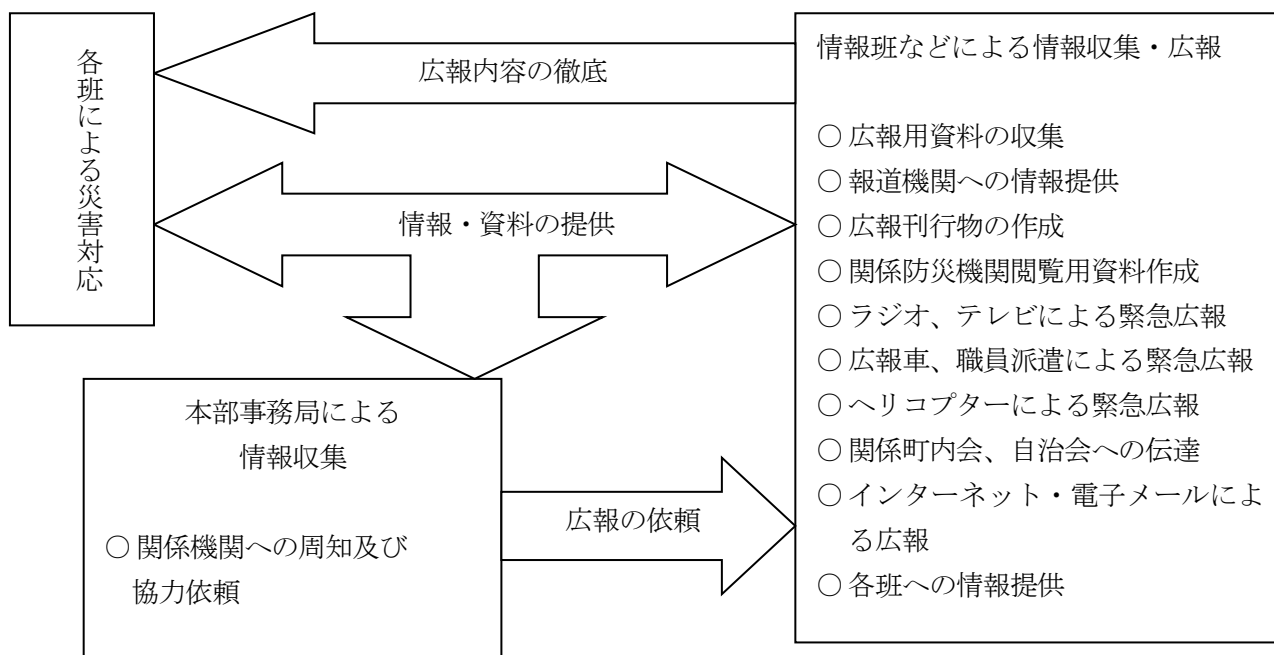 各班による災害対応
広報内容の徹底
情報・資料の提供
本部事務局による
情報収集
○ 関係機関への周知及び
協力依頼
広報の依頼
情報班などによる情報収集・広報
○ 広報用資料の収集
○ 報道機関への情報提供
○ 広報刊行物の作成
○ 関係防災機関閲覧用資料作成
○ ラジオ、テレビによる緊急広報
○ 広報車、職員派遣による緊急広報
○ ヘリコプターによる緊急広報
○ 関係町内会、自治会への伝達
○ インターネット・電子メールによ
る広報
○ 各班への情報提供